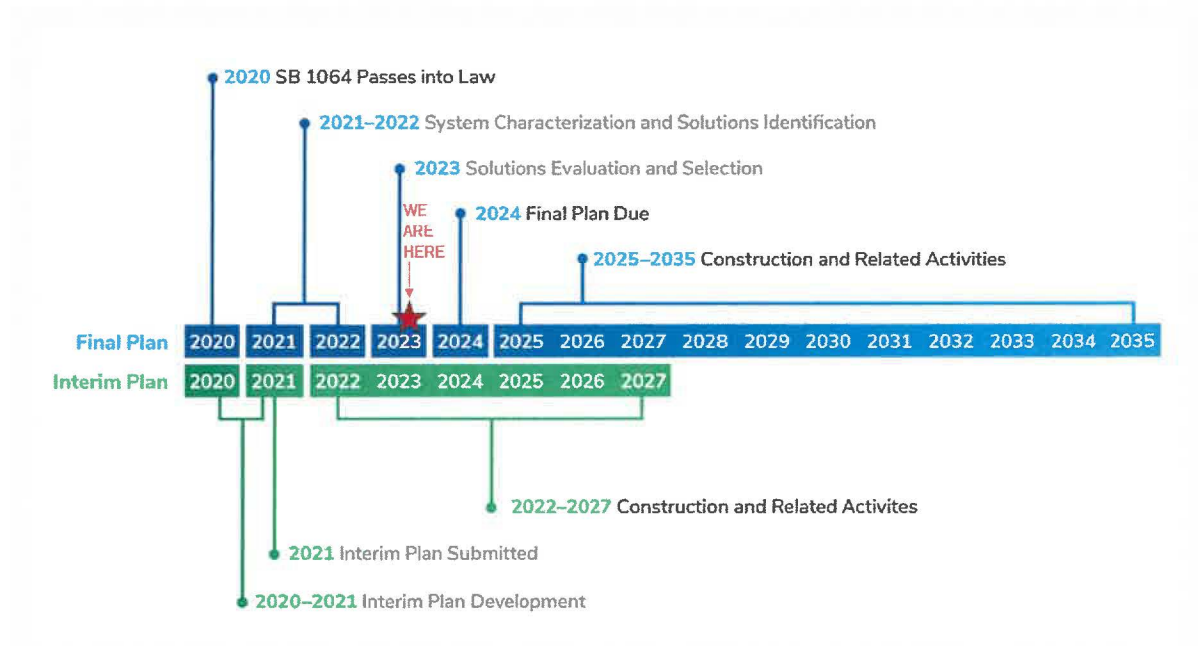 2020 SB 1064 Passes into Law
2021–2022 System Characterization and Solutions Identification
2023 Solutions Evaluation and Selection
WE
ARE
HERE
2024 Final Plan Due
2025–2035 Construction and Related Activities
Final Plan 2020 2021 2022 2023 2024 2025 2026 2027 2028 2029 2030 2031 2032 2033 2034 2035
Interim Plan 2020 2021 2022 2023 2024 2025 2026 2027
2022–2027 Construction and Related Activites
2021 Interim Plan Submitted
2020–2021 Interim Plan Development